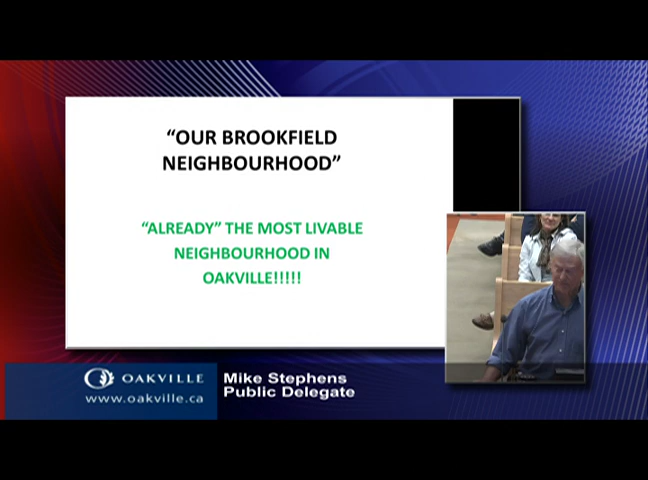 “OUR BROOKFIELD
NEIGHBOURHOOD”
“ALREADY” THE MOST LIVABLE
NEIGHBOURHOOD IN
OAKVILLE!!!!!
OAKVILLE
www.oakville.ca
Mike Stephens
Public Delegate